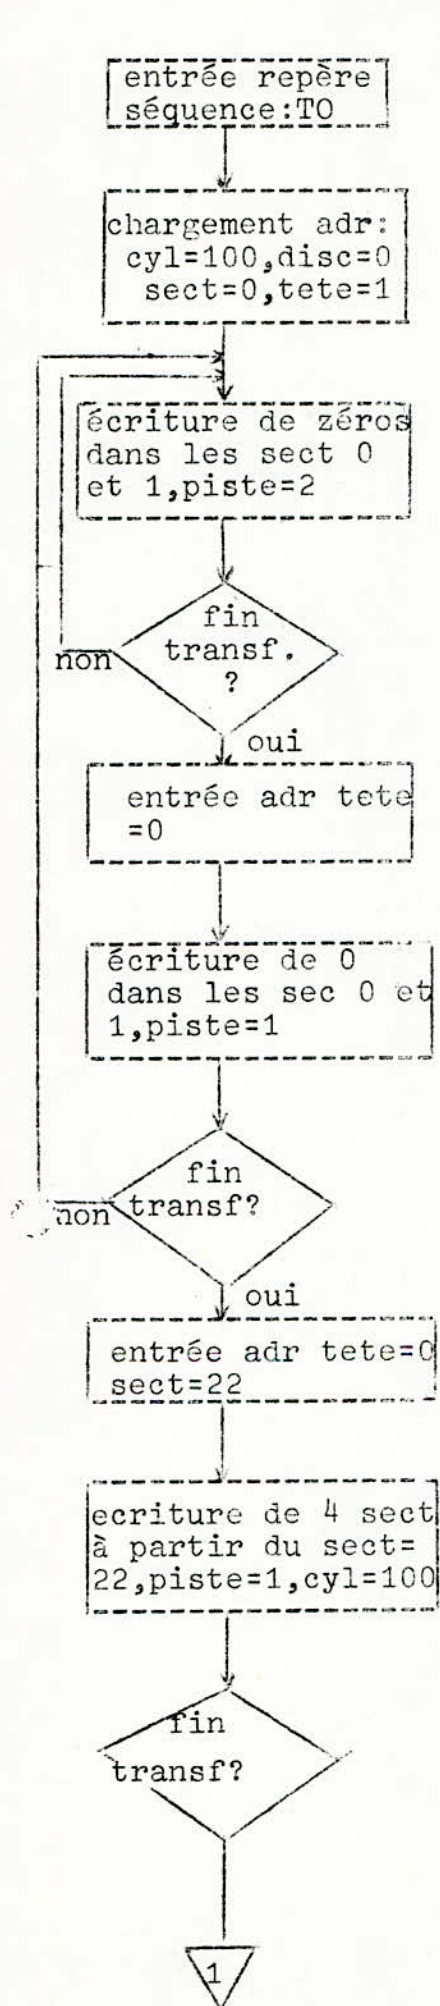 entrée repère
séquence:TO
chargement adr:
cyl=100,disc=0
sect=0,tete=1
écriture de zéros
dans les sect 0
et 1,piste=2
fin
transf.
?
non
oui
entrée adr tete
=0
écriture de 0
dans les sec 0 et
1,piste=1
fin
transf?
non
oui
entrée adr tete=0
sect=22
ecriture de 4 sect
à partir du sect=
22,piste=1,cyl=100
fin
transf?
1